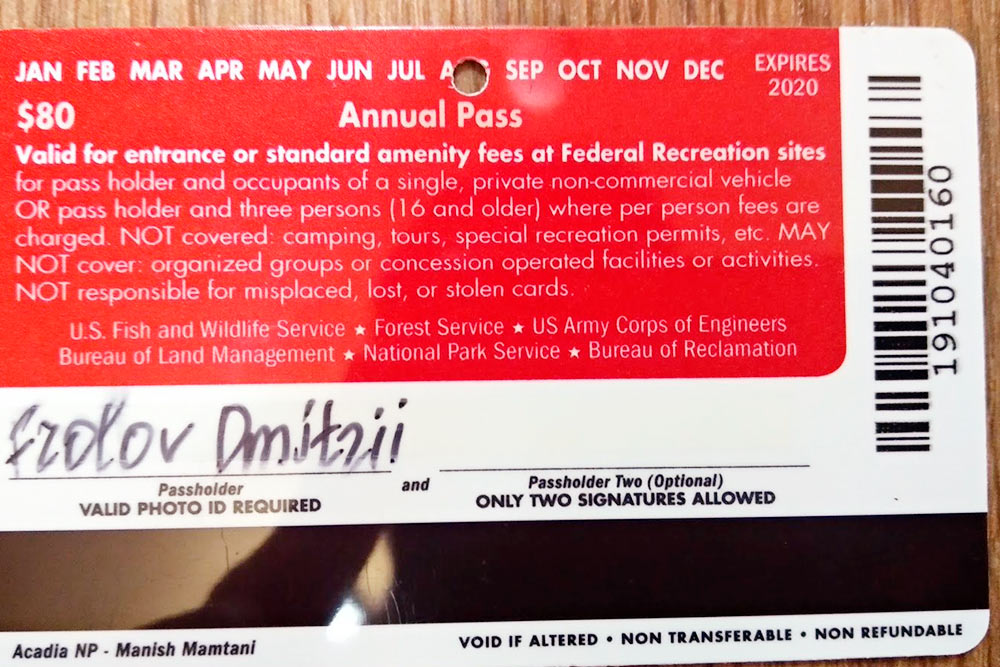 JAN FEB MAR APR MAY JUN JUL A G SEP OCT NOV DEC
EXPIRES
2020
$80
Annual Pass
Valid for entrance or standard amenity fees at Federal Recreation sites
for pass holder and occupants of a single, private non-commercial vehicle
OR pass holder and three persons (16 and older) where per person fees are
charged. NOT covered: camping, tours, special recreation permits, etc. MAY
NOT cover: organized groups or concession operated facilities or activities.
NOT responsible for misplaced, lost, or stolen cards.
U.S. Fish and Wildlife Service ★ Forest Service ★ US Army Corps of Engineers
Bureau of Land Management ★ National Park Service ★ Bureau of Reclamation
191040160
Frolov Dmitrii
Passholder
VALID PHOTO ID REQUIRED
and
Passholder Two (Optional)
ONLY TWO SIGNATURES ALLOWED
Acadia NP - Manish Mamtani
VOID IF ALTERED • NON TRANSFERABLE • NON REFUNDABLE